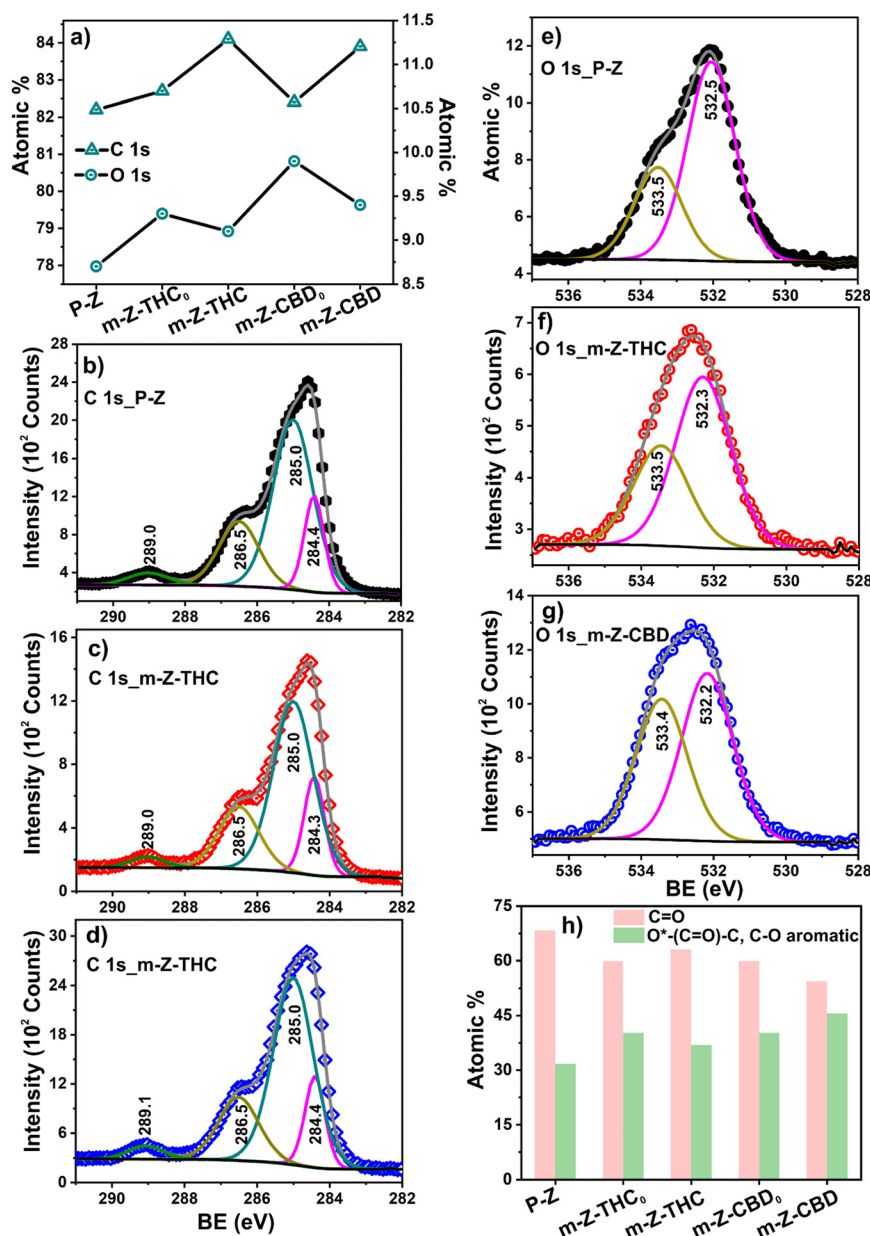 a)
Atomic %
84
83
82
81
80
79
78
C 1s
O 1s
11.5
11.0
10.5
10.0
9.5
9.0
8.5
Atomic %
P-Z
m-Z-THC₀
m-Z-THC
m-Z-CBD₀
m-Z-CBD
b)
C 1s_P-Z
Intensity (10² Counts)
28
24
20
16
12
8
4
289.0
286.5
285.0
284.4
290
288
286
284
282
c)
C 1s_m-Z-THC
Intensity (10² Counts)
16
12
8
4
0
289.0
286.5
285.0
284.3
290
288
286
284
282
d)
C 1s_m-Z-THC
Intensity (10² Counts)
30
24
18
12
6
0
289.1
286.5
285.0
284.4
290
288
286
284
282
BE (eV)
e)
O 1s_P-Z
Atomic %
12
10
8
6
4
533.5
532.5
536
534
532
530
528
f)
O 1s_m-Z-THC
Intensity (10² Counts)
7
6
5
4
3
533.5
532.3
536
534
532
530
528
g)
O 1s_m-Z-CBD
Intensity (10² Counts)
14
12
10
8
6
4
533.4
532.2
536
534
532
530
528
BE (eV)
h)
C=O
O*-(C=O)-C, C-O aromatic
Atomic %
75
60
45
30
15
0
P-Z
m-Z-THC₀
m-Z-THC
m-Z-CBD₀
m-Z-CBD